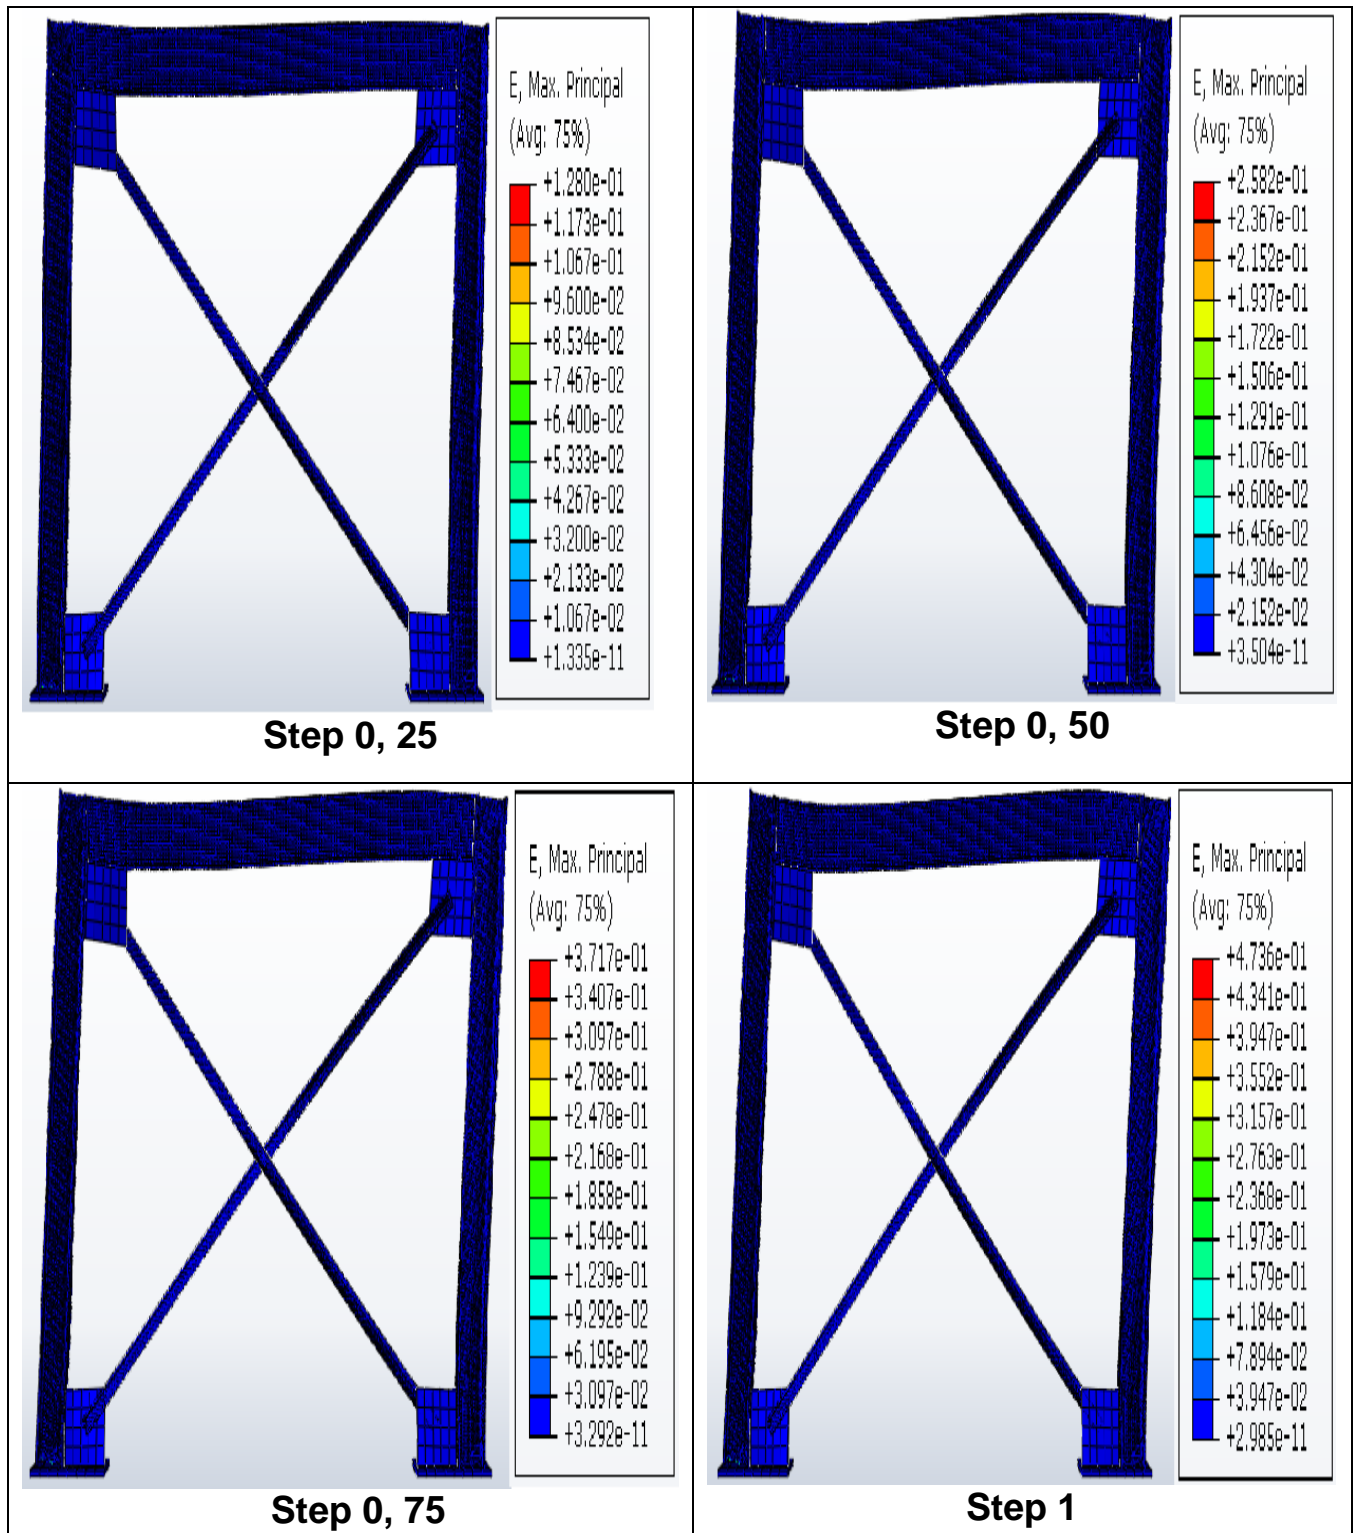 E, Max. Principal
(Avg: 75%)
+1.280e-01
+1.173e-01
+1.067e-01
+9.600e-02
+8.534e-02
+7.467e-02
+6.400e-02
+5.333e-02
+4.267e-02
+3.200e-02
+2.133e-02
+1.067e-02
+1.335e-11
Step 0, 25
E, Max. Principal
(Avg: 75%)
+2.582e-01
+2.367e-01
+2.152e-01
+1.937e-01
+1.722e-01
+1.506e-01
+1.291e-01
+1.076e-01
+8.608e-02
+6.456e-02
+4.304e-02
+2.152e-02
+3.504e-11
Step 0, 50
E, Max. Principal
(Avg: 75%)
+3.717e-01
+3.407e-01
+3.097e-01
+2.788e-01
+2.478e-01
+2.168e-01
+1.858e-01
+1.549e-01
+1.239e-01
+9.292e-02
+6.195e-02
+3.097e-02
+3.292e-11
Step 0, 75
E, Max. Principal
(Avg: 75%)
+4.736e-01
+4.341e-01
+3.947e-01
+3.552e-01
+3.157e-01
+2.763e-01
+2.368e-01
+1.973e-01
+1.579e-01
+1.184e-01
+7.894e-02
+3.947e-02
+2.985e-11
Step 1